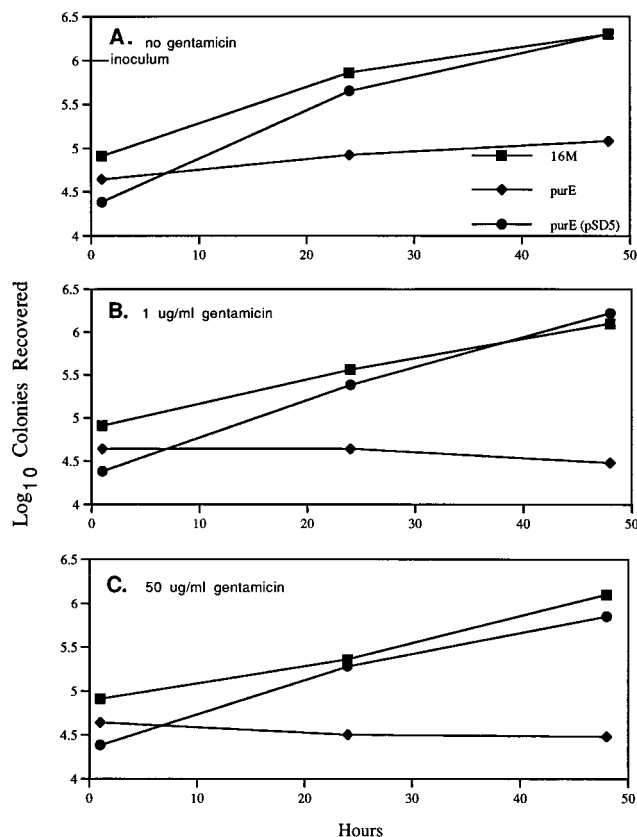 6.5
A. no gentamicin
6
inoculum
5.5
5
16M
4.5
purE
4
purE (pSD5)
0 10 20 30 40 50
Log10 Colonies Recovered
6.5
B. 1 ug/ml gentamicin
6
5.5
5
4.5
4
0 10 20 30 40 50
6.5
C. 50 ug/ml gentamicin
6
5.5
5
4.5
4
0 10 20 30 40 50
Hours